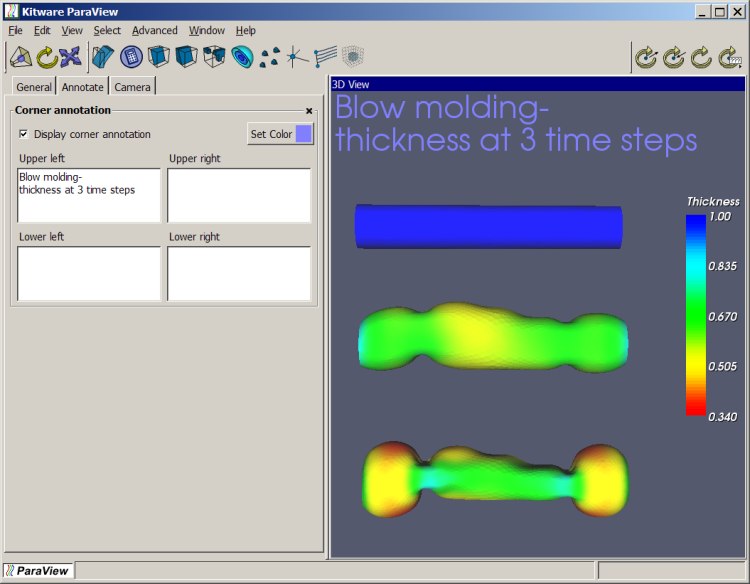 Kitware ParaView
File Edit View Select Advanced Window Help
General Annotate Camera
Corner annotation
Display corner annotation
Set Color
Upper left
Upper right
Blow molding-
thickness at 3 time steps
Lower left
Lower right
3D View
Blow molding-
thickness at 3 time steps
Thickness
1.00
0.835
0.670
0.505
0.340
ParaView